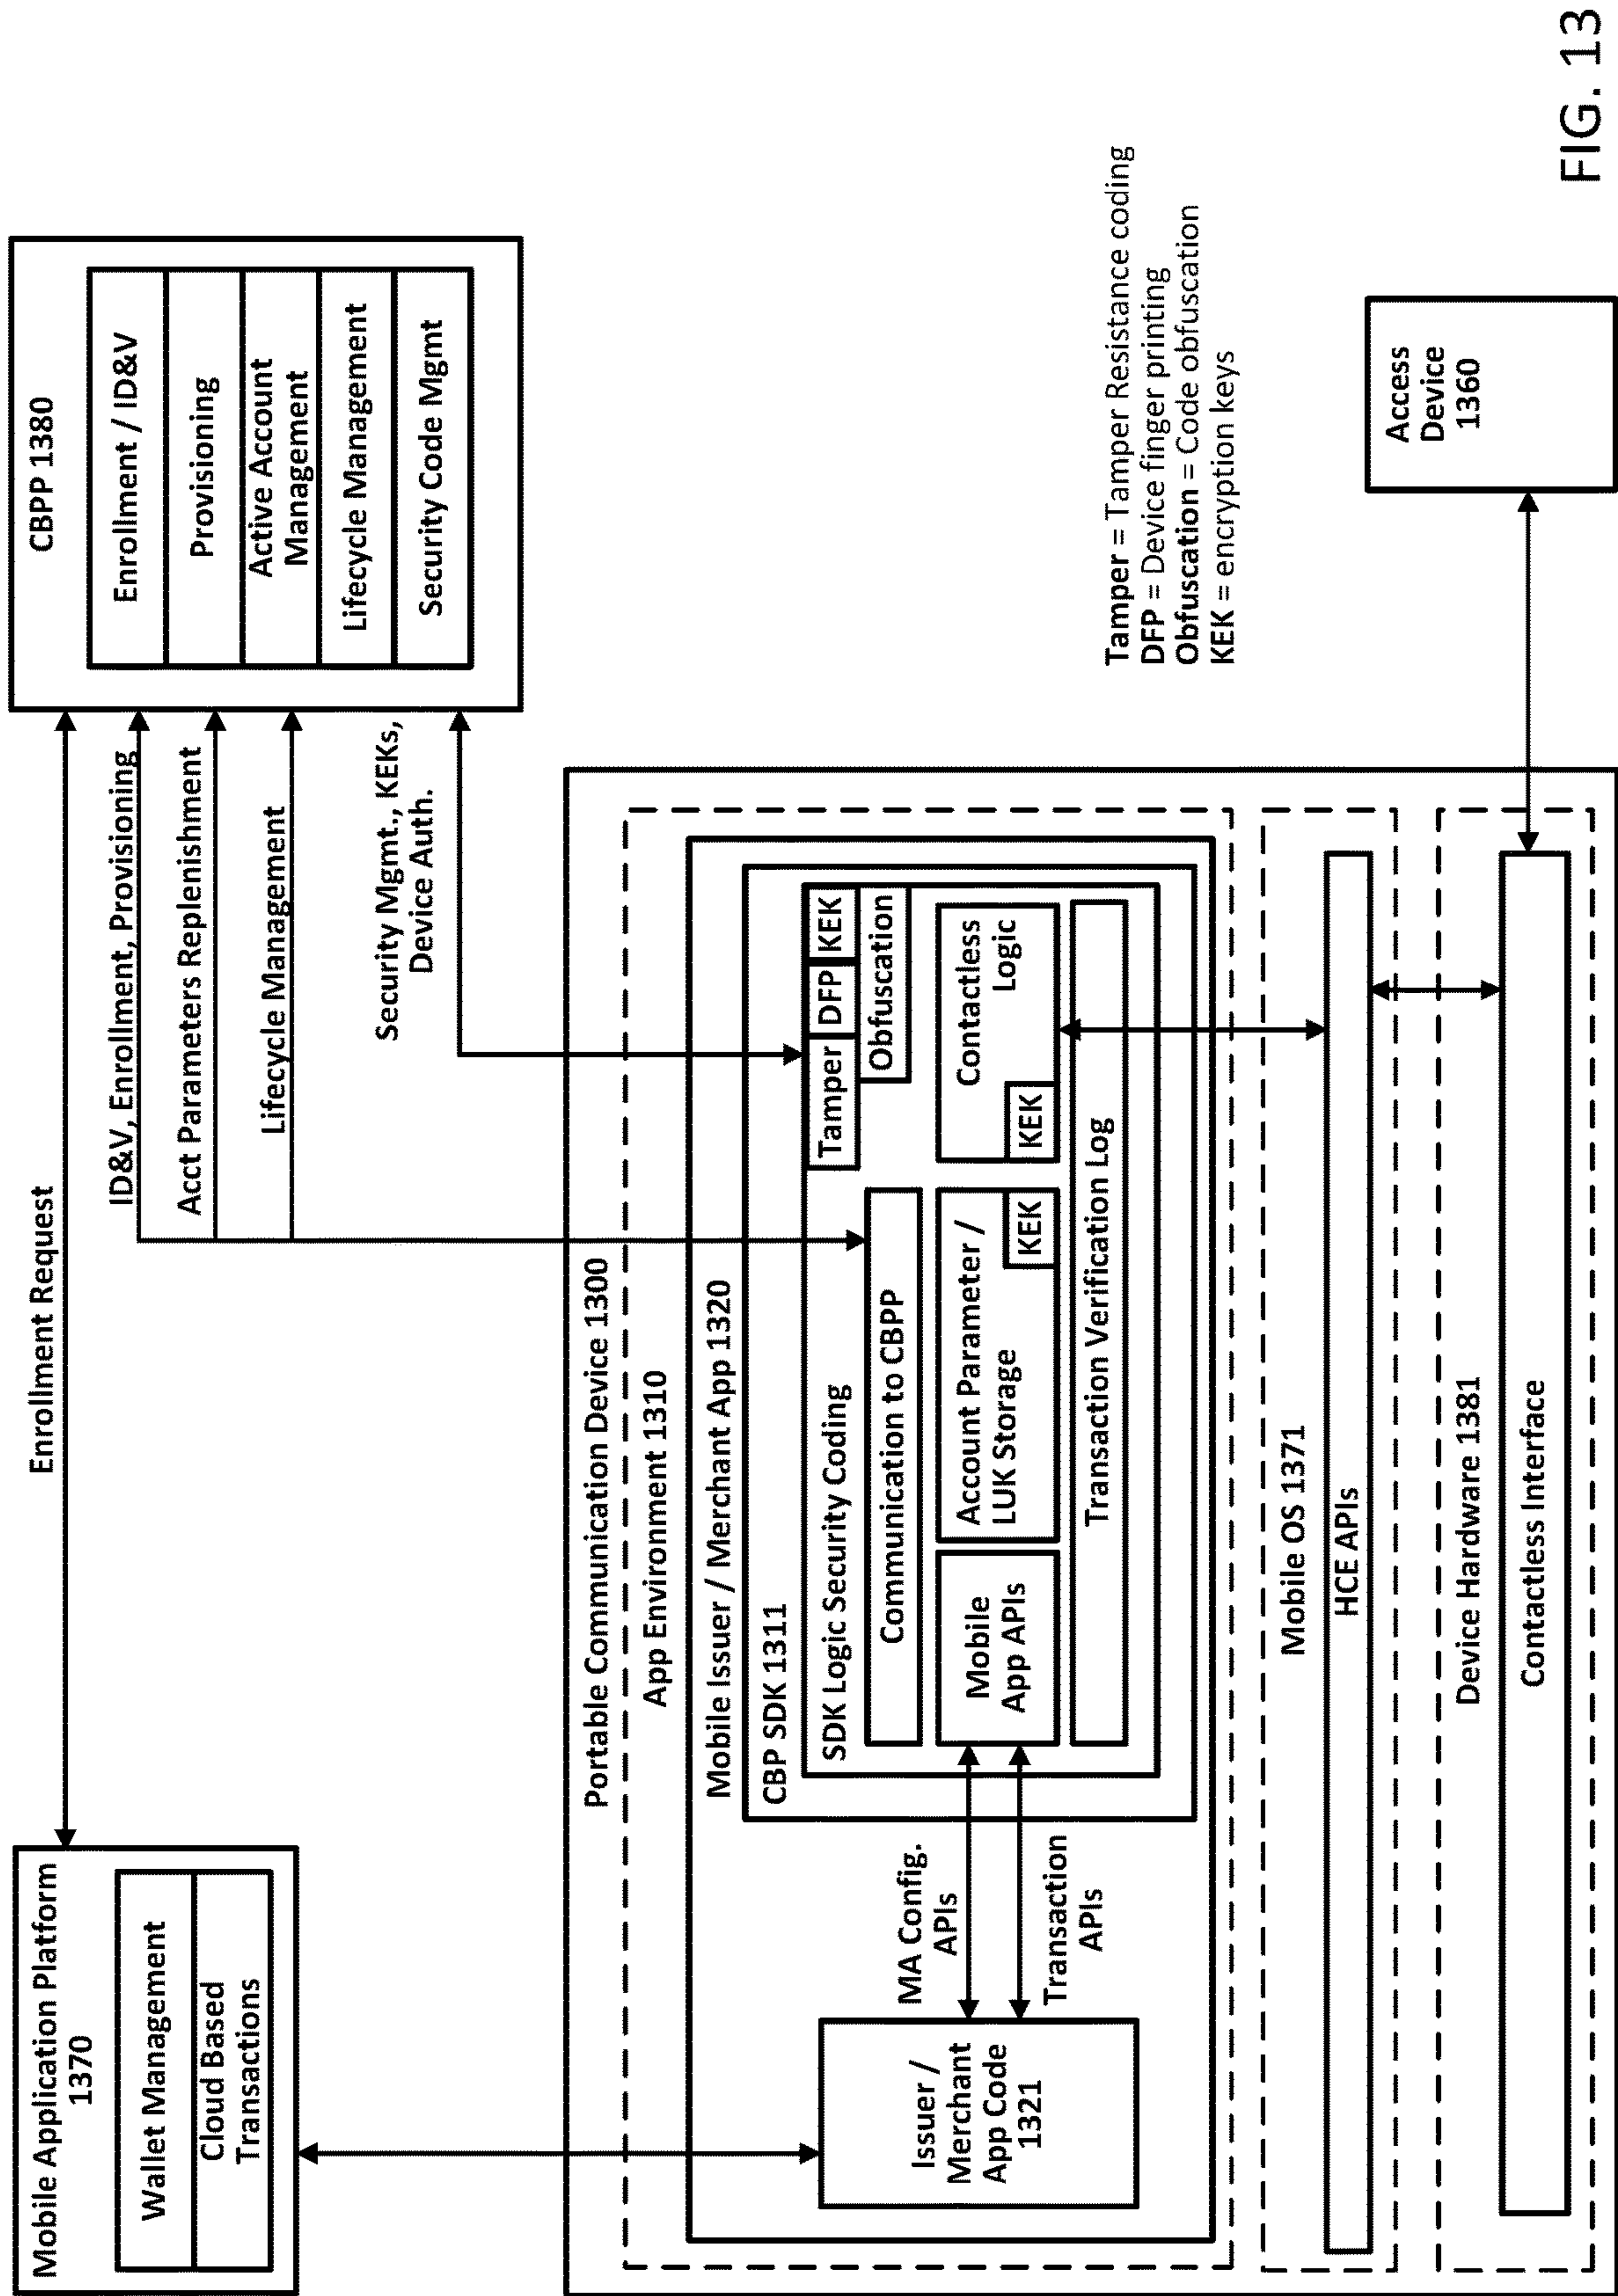 Mobile Application Platform
1370
Wallet Management
Cloud Based
Transactions
Enrollment Request
CBPP 1380
Enrollment / ID&V
Provisioning
Active Account
Management
Lifecycle Management
Security Code Mgmt
ID&V, Enrollment, Provisioning
Acct Parameters Replenishment
Lifecycle Management
Security Mgmt., KEKs,
Device Auth.
Portable Communication Device 1300
App Environment 1310
Mobile Issuer / Merchant App 1320
CBP SDK 1311
SDK Logic Security Coding
Tamper
DFP
KEK
Obfuscation
Communication to CBPP
Issuer /
Merchant
App Code
1321
MA Config.
APIs
Transaction
APIs
Mobile
App APIs
Account Parameter /
LUK Storage
KEK
Contactless
Logic
KEK
Transaction Verification Log
Mobile OS 1371
HCE APIs
Device Hardware 1381
Contactless Interface
Tamper = Tamper Resistance coding
DFP = Device finger printing
Obfuscation = Code obfuscation
KEK = encryption keys
Access
Device
1360
FIG. 13